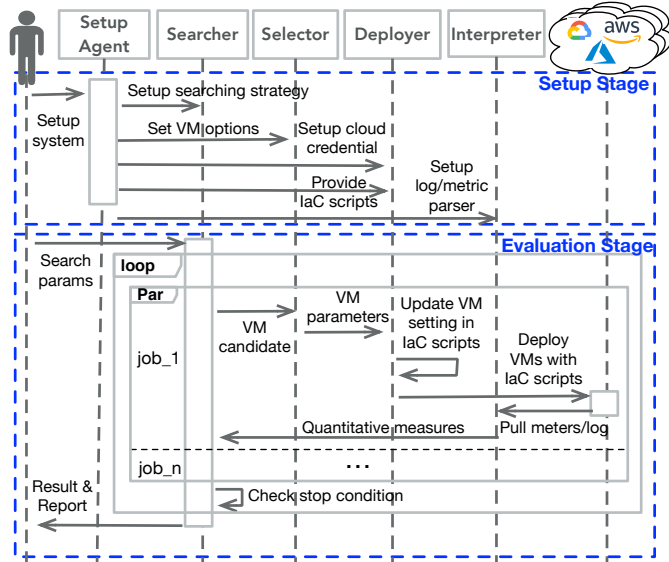 Setup
Agent
Searcher
Selector
Deployer
Interpreter
aws
Setup Stage
Setup
system
Setup searching strategy
Set VM options
Setup cloud
credential
Provide
IaC scripts
Setup
log/metric
parser
Evaluation Stage
Search
params
loop
Par
job_1
VM
candidate
VM
parameters
Update VM
setting in
IaC scripts
Deploy
VMs with
IaC scripts
Quantitative measures
Pull meters/log
job_n
...
Result &
Report
Check stop condition